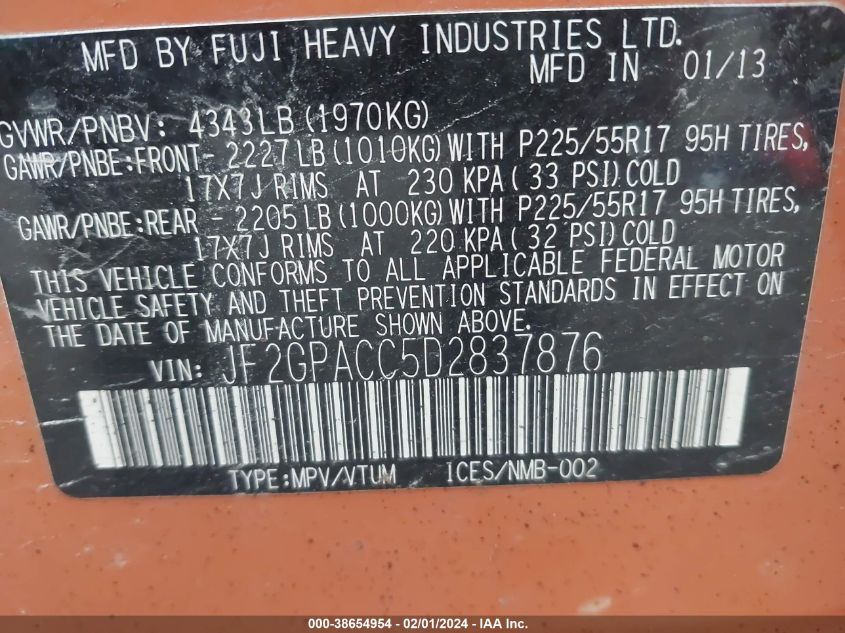 MFD BY FUJI HEAVY INDUSTRIES LTD.
MFD IN 01/13
GVWR/PNBV: 4343LB (1970KG)
GAWR/PNBE:FRONT- 2227LB (1010KG) WITH P225/55R17 95H TIRES,
17X7J RIMS AT 230 KPA( 33 PSI)COLD
GAWR/PNBE:REAR - 2205LB (1000KG) WITH P225/55R17 95H TIRES,
17X7J RIMS AT 220 KPA( 32 PSI)COLD
THIS VEHICLE CONFORMS TO ALL APPLICABLE FEDERAL MOTOR
VEHICLE SAFETY AND THEFT PREVENTION STANDARDS IN EFFECT ON
THE DATE OF MANUFACTURE SHOWN ABOVE.
VIN: JF2GPACC5D2837876
TYPE:MPV/VTUM ICES/NMB-002
000-38654954 - 02/01/2024 - IAA Inc.